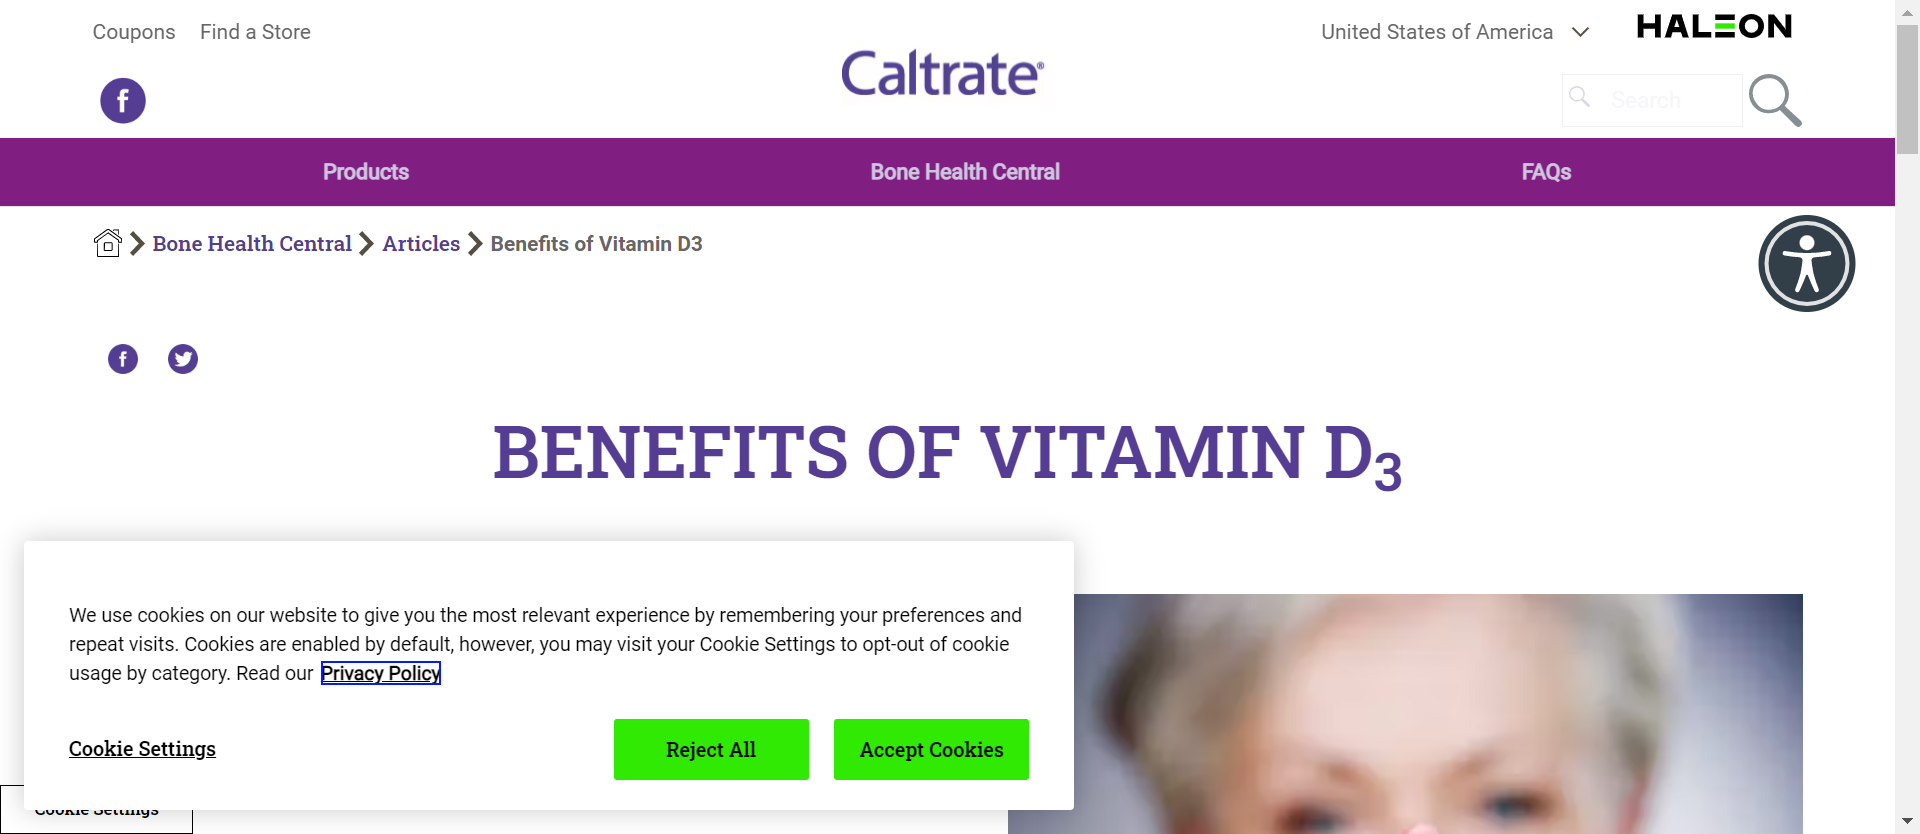 Coupons Find a Store
United States of America
HALEON
Caltrate®
Search
Products Bone Health Central FAQs
Bone Health Central Articles Benefits of Vitamin D3
BENEFITS OF VITAMIN D3
We use cookies on our website to give you the most relevant experience by remembering your preferences and
repeat visits. Cookies are enabled by default, however, you may visit your Cookie Settings to opt-out of cookie
usage by category. Read our Privacy Policy
Cookie Settings Reject All Accept Cookies
Cookie Settings